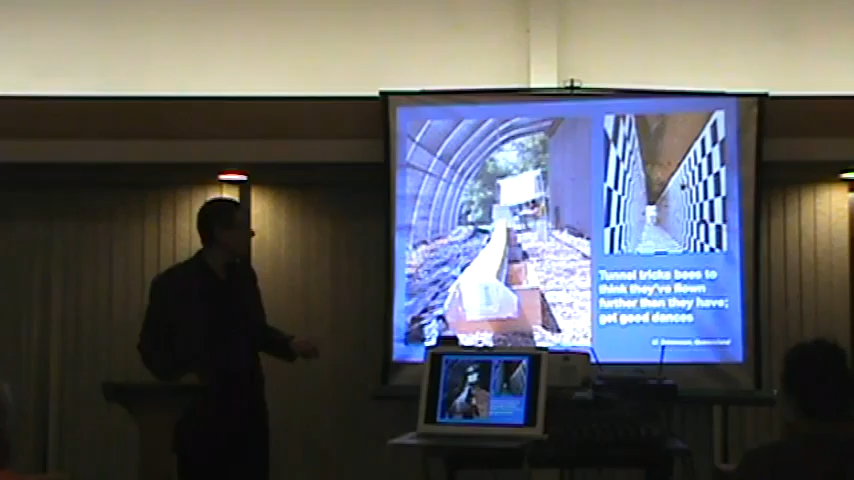 Tunnel tricks bees to
think they've flown
further than they have;
get good dances